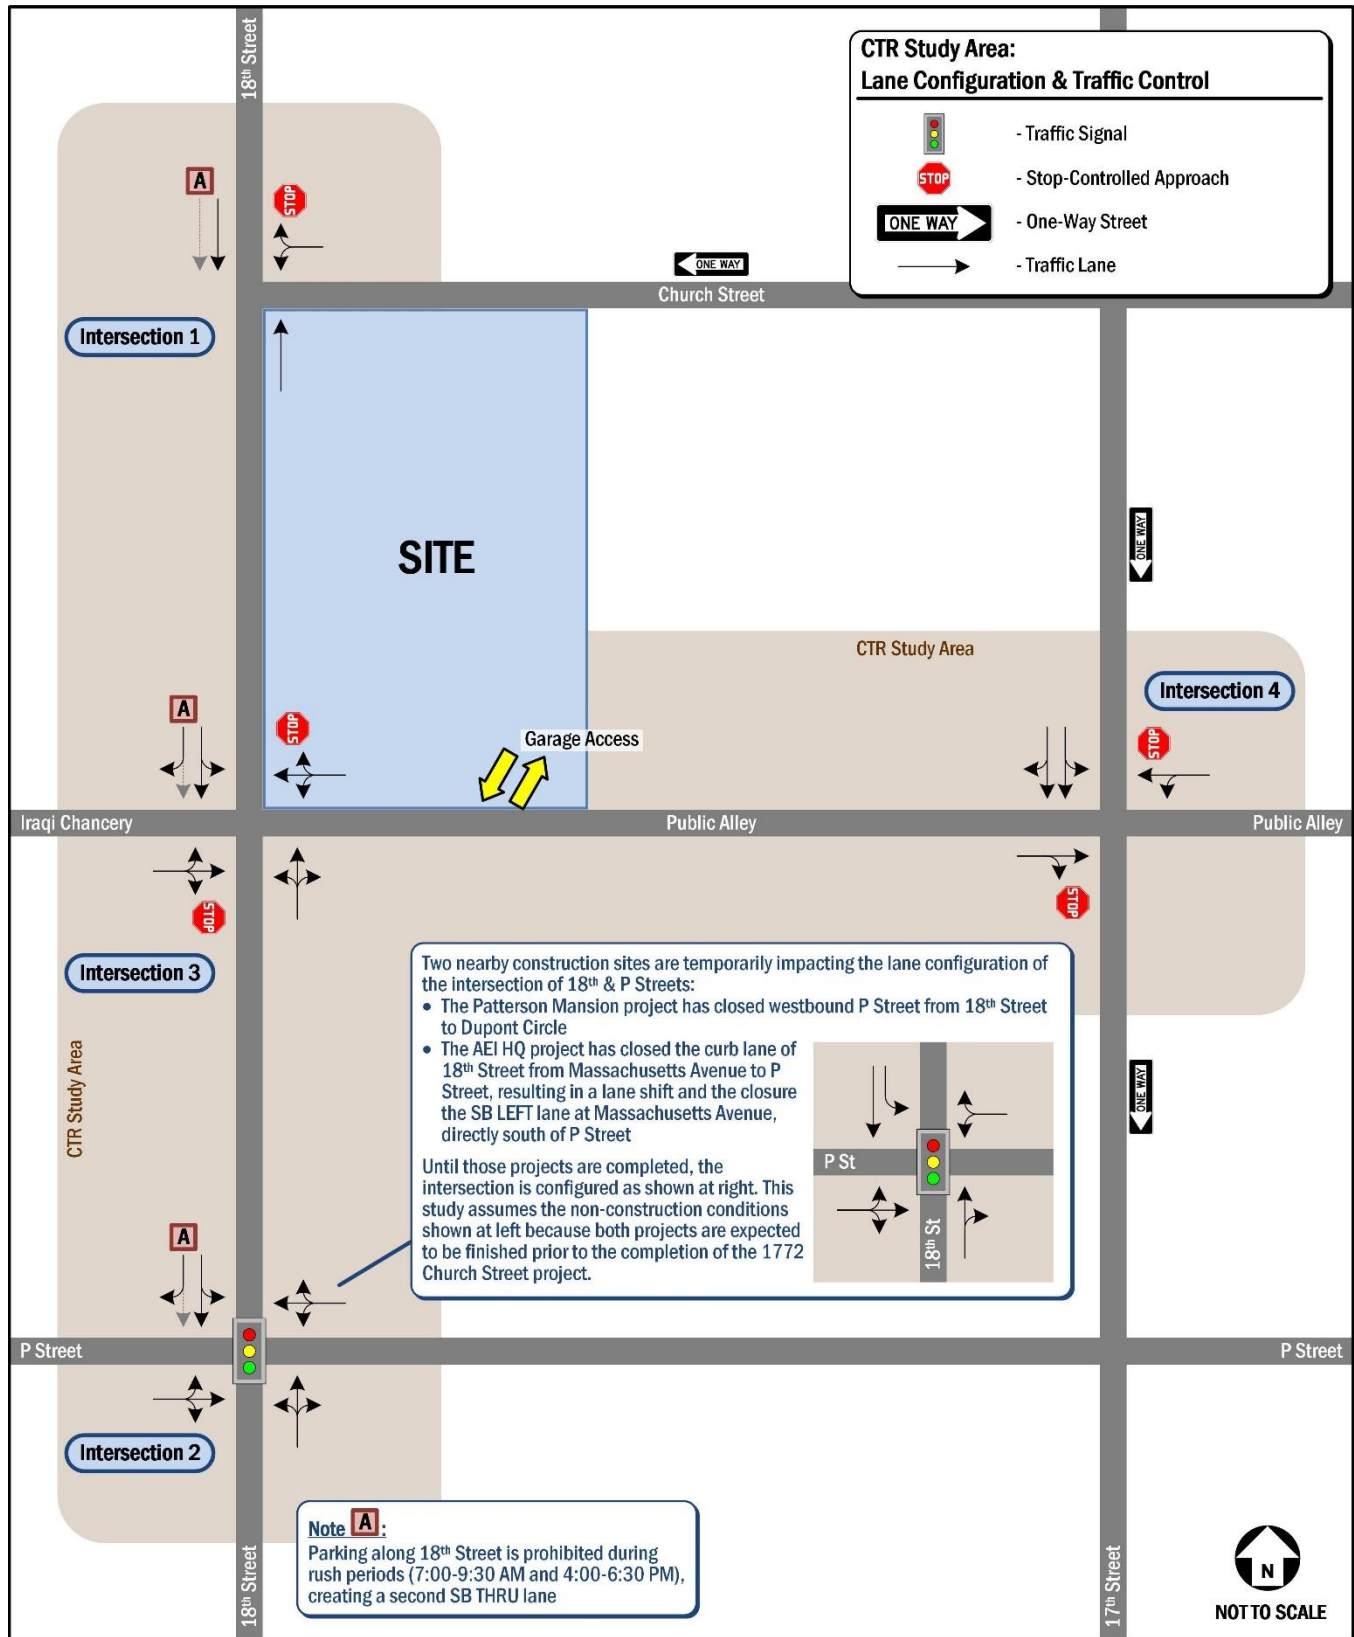 18th Street
CTR Study Area:
Lane Configuration & Traffic Control
- Traffic Signal
STOP
- Stop-Controlled Approach
ONE WAY
- One-Way Street
- Traffic Lane
A
STOP
ONE WAY
Church Street
Intersection 1
SITE
ONE WAY
CTR Study Area
Intersection 4
A
STOP
Garage Access
STOP
Iraqi Chancery
Public Alley
Public Alley
STOP
STOP
Intersection 3
CTR Study Area
Two nearby construction sites are temporarily impacting the lane configuration of
the intersection of 18th & P Streets:
• The Patterson Mansion project has closed westbound P Street from 18th Street
to Dupont Circle
• The AEI HQ project has closed the curb lane of
18th Street from Massachusetts Avenue to P
Street, resulting in a lane shift and the closure
the SB LEFT lane at Massachusetts Avenue,
directly south of P Street
Until those projects are completed, the
intersection is configured as shown at right. This
study assumes the non-construction conditions
shown at left because both projects are expected
to be finished prior to the completion of the 1772
Church Street project.
P St
18th St
ONE WAY
A
P Street
P Street
Intersection 2
Note A:
Parking along 18th Street is prohibited during
rush periods (7:00-9:30 AM and 4:00-6:30 PM),
creating a second SB THRU lane
18th Street
17th Street
N
NOT TO SCALE